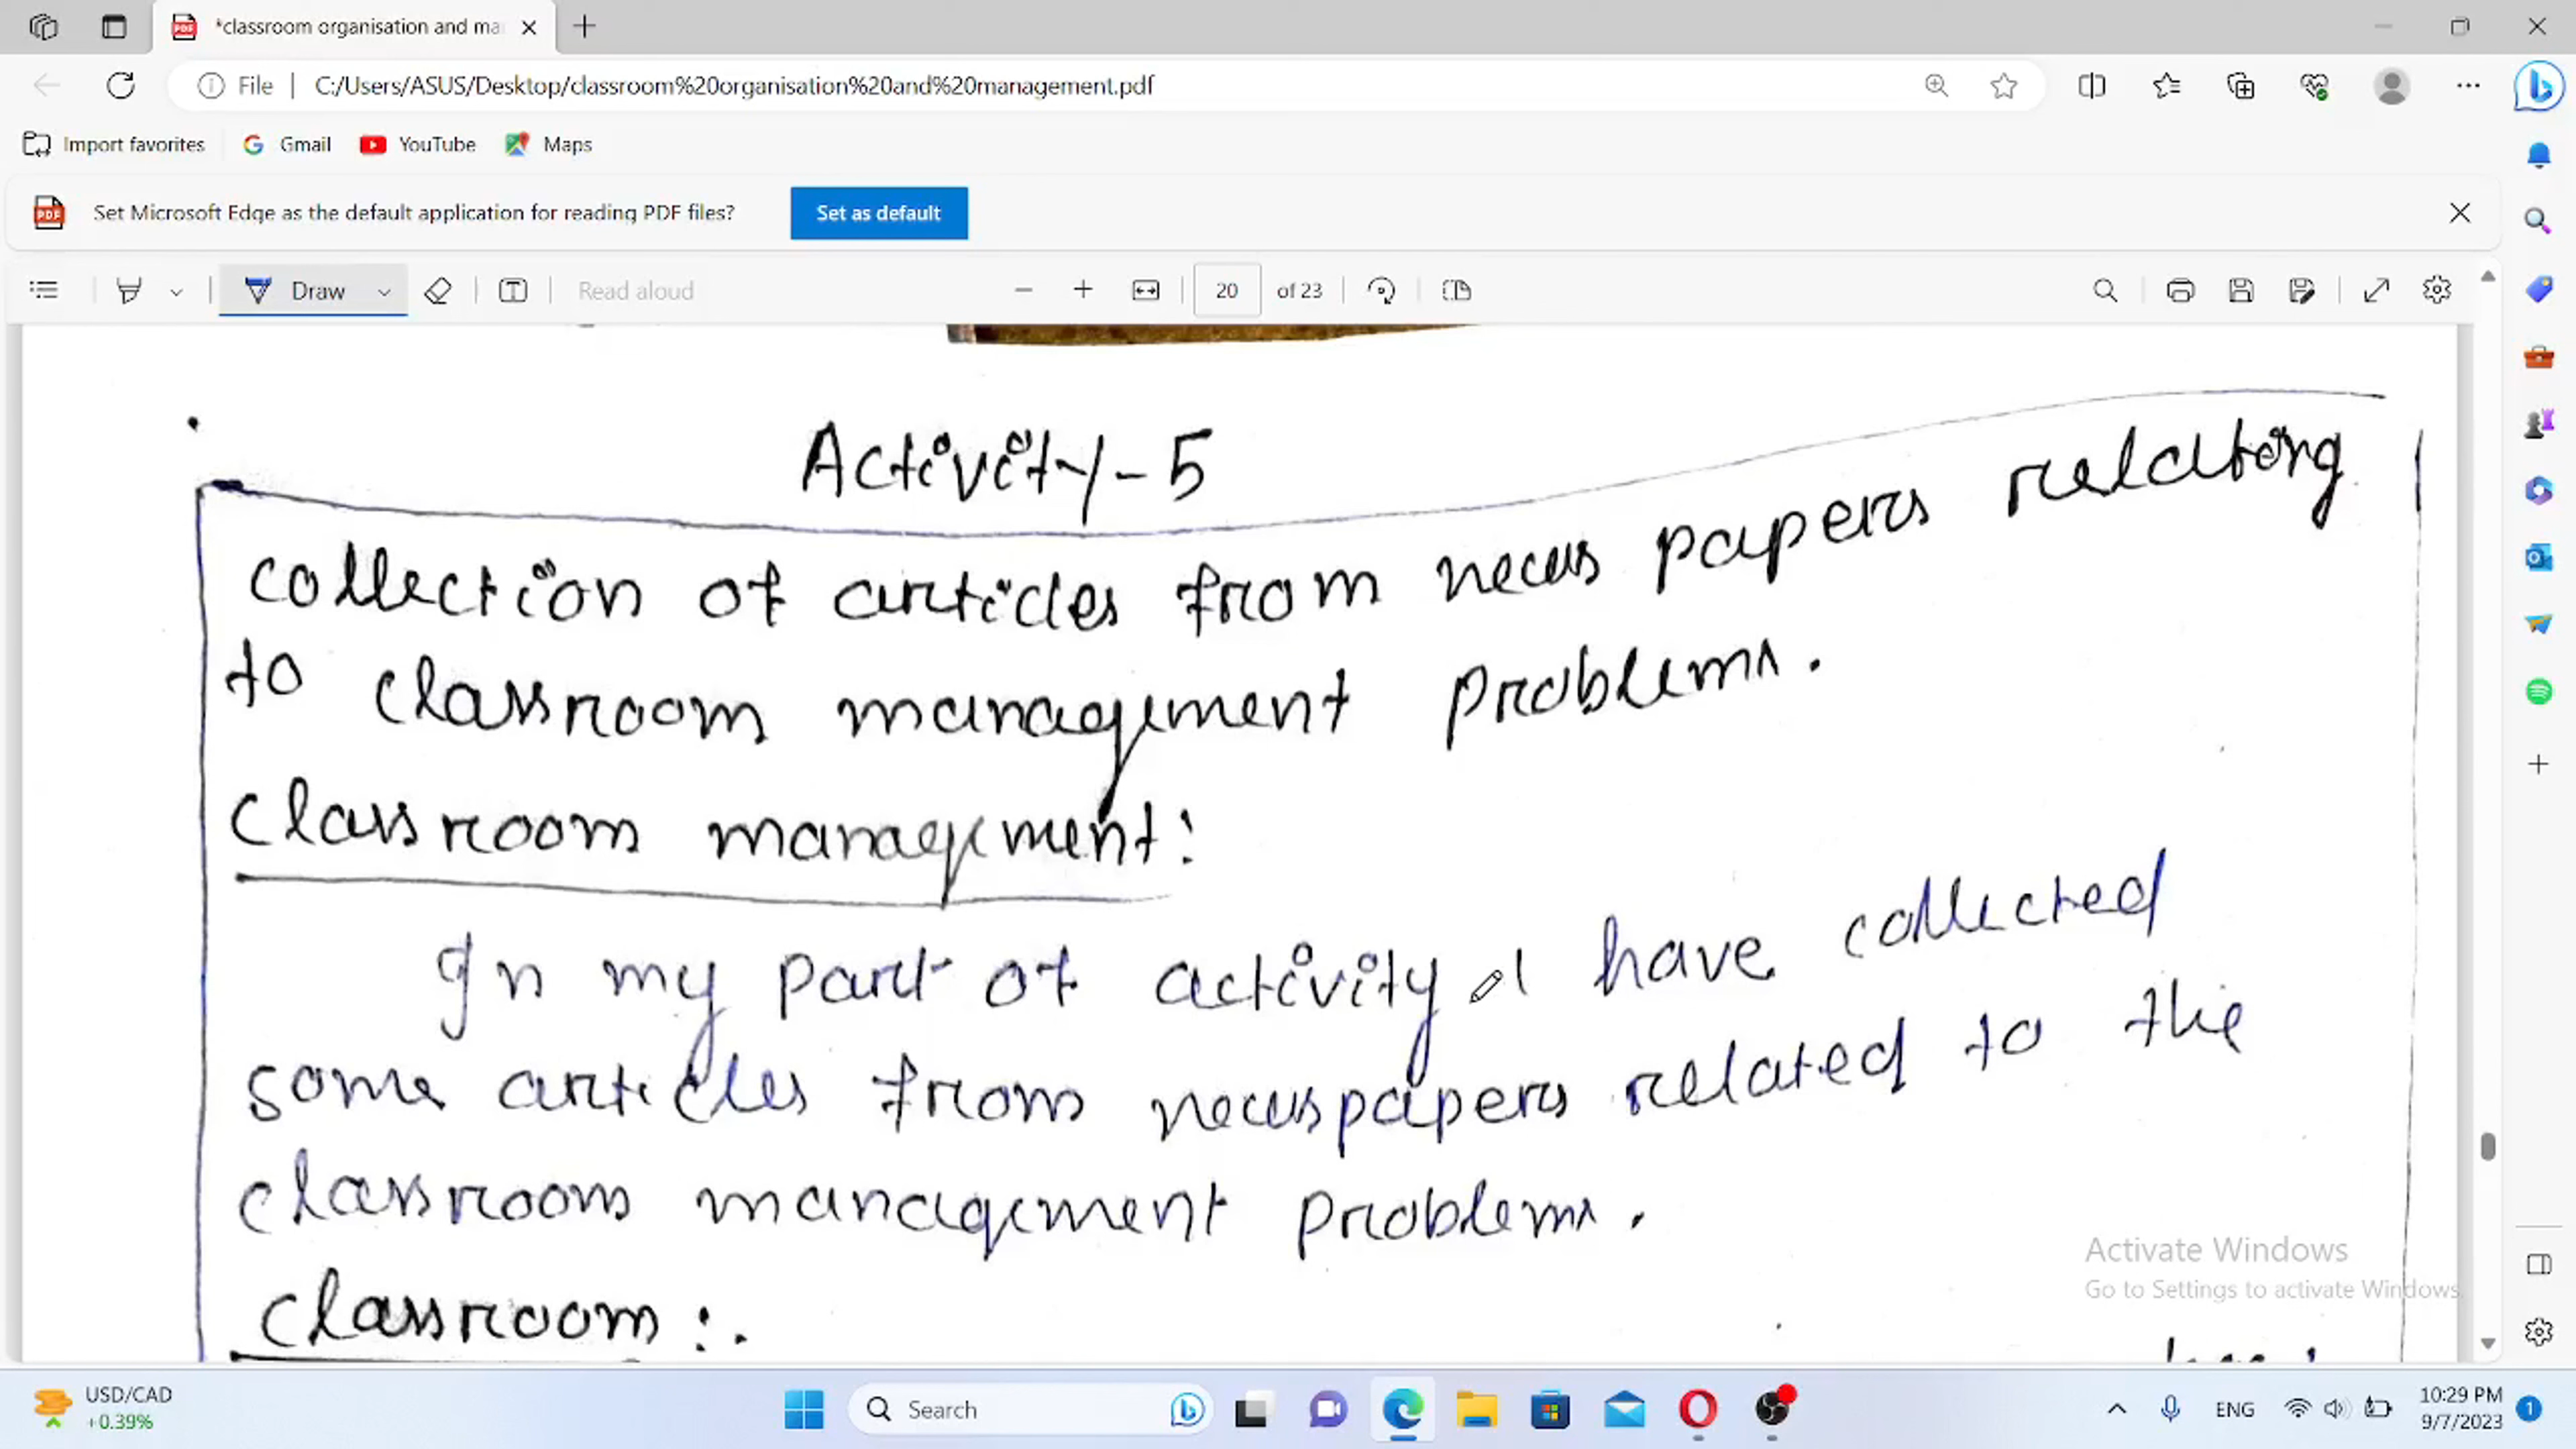 *classroom organisation and ma
File C:/Users/ASUS/Desktop/classroom%20organisation%20and%20management.pdf
Import favorites Gmail YouTube Maps
Set Microsoft Edge as the default application for reading PDF files? Set as default
Draw Read aloud 20 of 23
Activity-5
collection of articles from news papers relating
to classroom management problems.
classroom management:
In my part of activity I have collected
some articles from newspapers related to the
classroom management problems.
classroom :.
Activate Windows
Go to Settings to activate Windows.
USD/CAD
+0.39%
Search
ENG
10:29 PM
9/7/2023
1